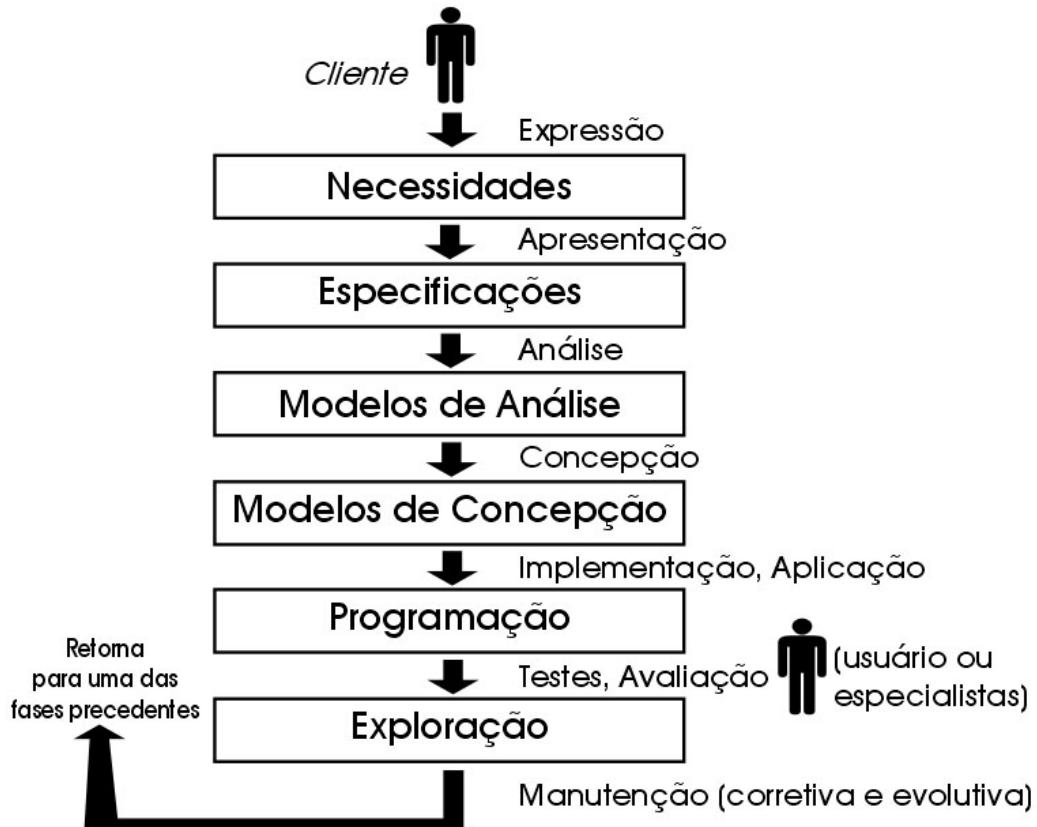 Cliente
Expressão
Necessidades
Apresentação
Especificações
Análise
Modelos de Análise
Concepção
Modelos de Concepção
Implementação, Aplicação
Programação
Retorna
para uma das
fases precedentes
Testes, Avaliação
(usuário ou
especialistas)
Exploração
Manutenção (corretiva e evolutiva)